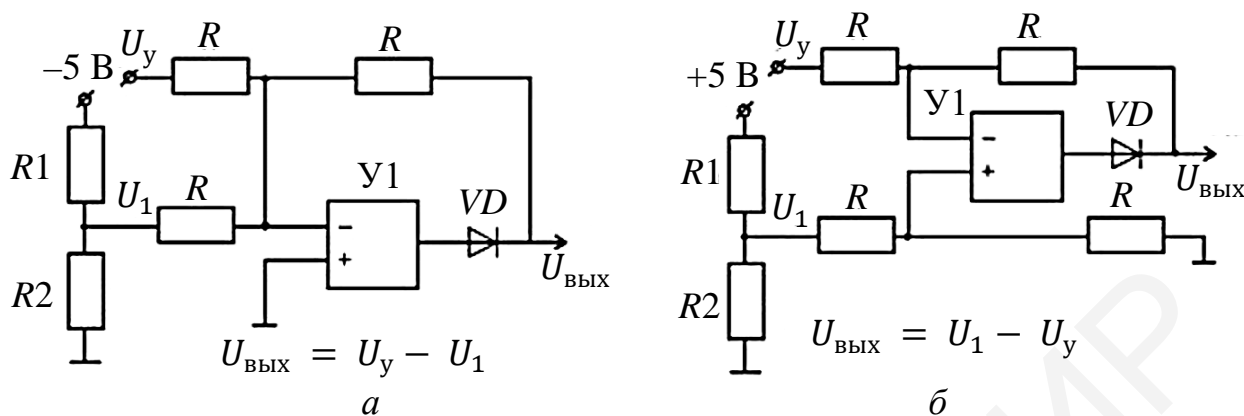 U_у R R
–5 В
R1
U_1 R
У1
VD
R2
U_вых
U_вых = U_у – U_1
а
U_у R R
+5 В
У1
VD
R1
U_вых
U_1 R R
R2
U_вых = U_1 – U_у
б
ИР